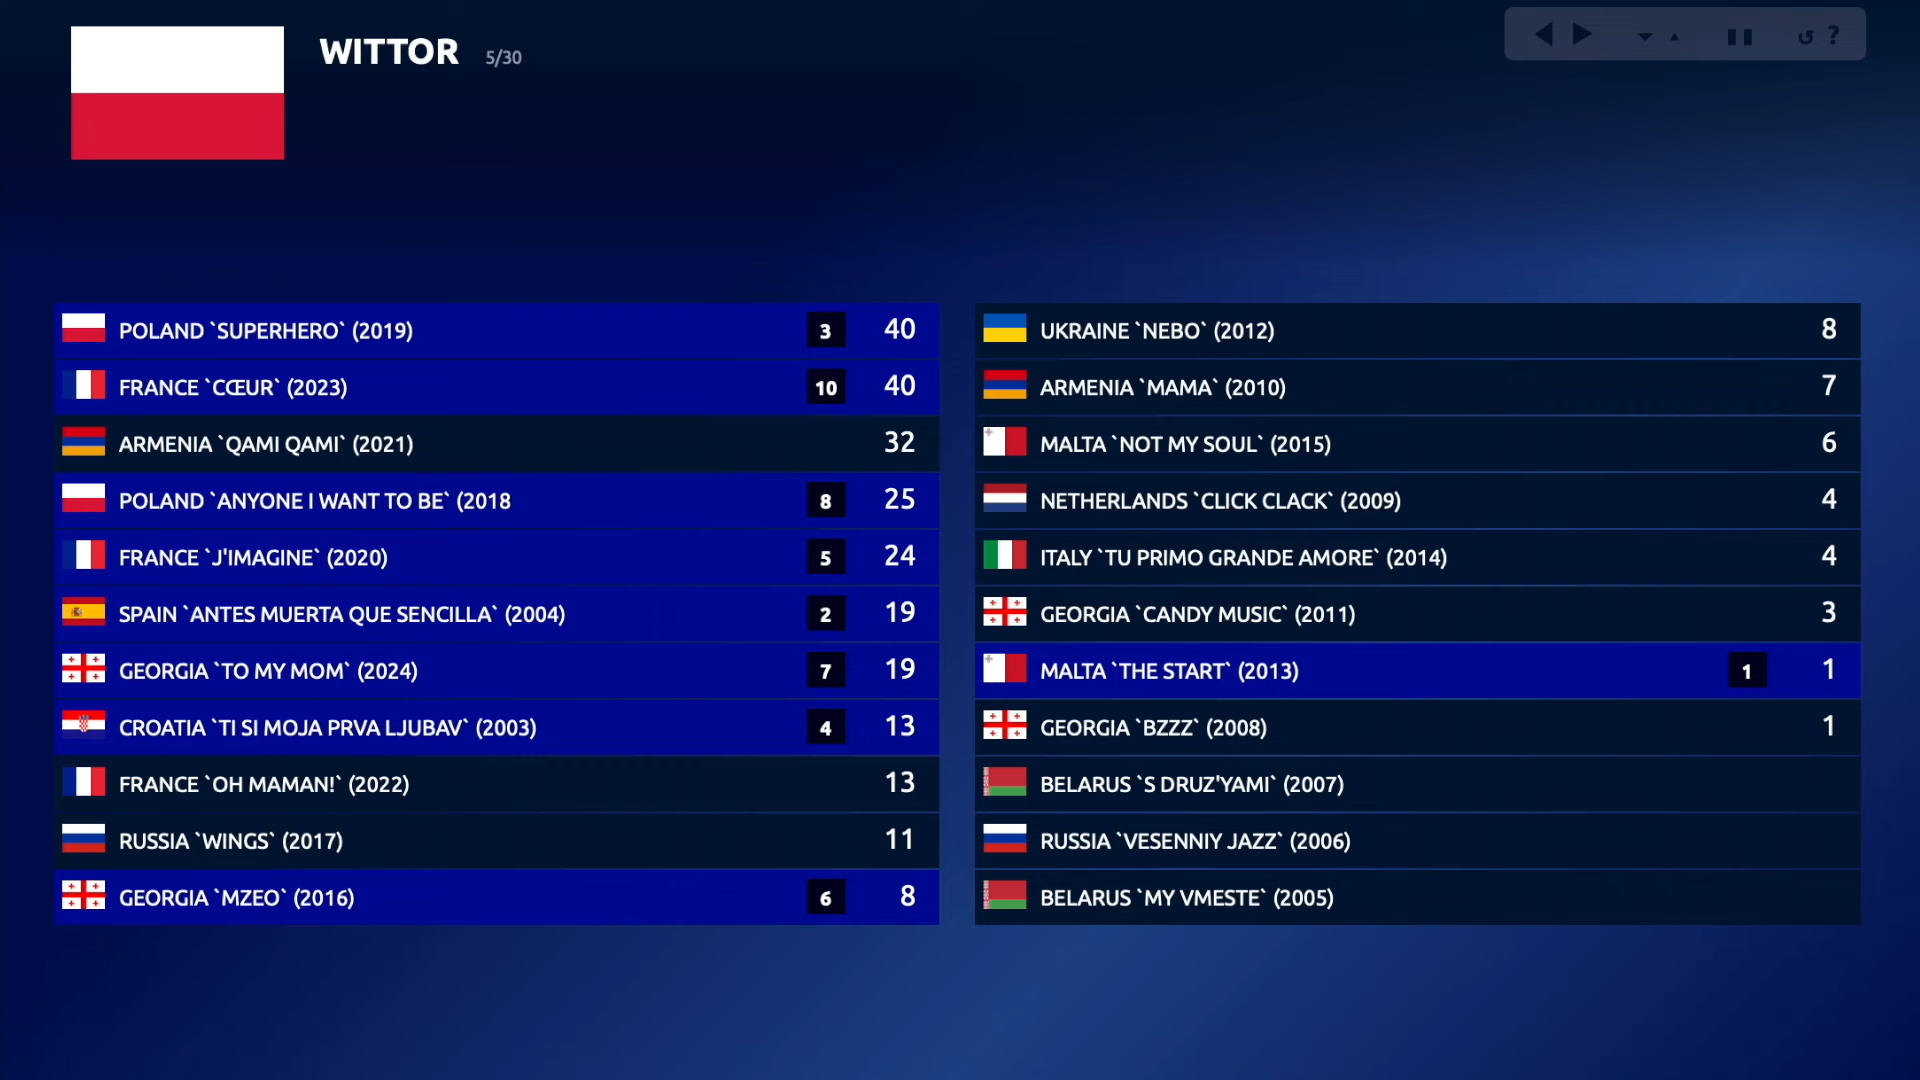 WITTOR 5/30
?
POLAND `SUPERHERO` (2019) 3 40
FRANCE `CŒUR` (2023) 10 40
ARMENIA `QAMI QAMI` (2021) 32
POLAND `ANYONE I WANT TO BE` (2018 8 25
FRANCE `J'IMAGINE` (2020) 5 24
SPAIN `ANTES MUERTA QUE SENCILLA` (2004) 2 19
GEORGIA `TO MY MOM` (2024) 7 19
CROATIA `TI SI MOJA PRVA LJUBAV` (2003) 4 13
FRANCE `OH MAMAN!` (2022) 13
RUSSIA `WINGS` (2017) 11
GEORGIA `MZEO` (2016) 6 8
UKRAINE `NEBO` (2012) 8
ARMENIA `MAMA` (2010) 7
MALTA `NOT MY SOUL` (2015) 6
NETHERLANDS `CLICK CLACK` (2009) 4
ITALY `TU PRIMO GRANDE AMORE` (2014) 4
GEORGIA `CANDY MUSIC` (2011) 3
MALTA `THE START` (2013) 1 1
GEORGIA `BZZZ` (2008) 1
BELARUS `S DRUZ'YAMI` (2007)
RUSSIA `VESENNIY JAZZ` (2006)
BELARUS `MY VMESTE` (2005)